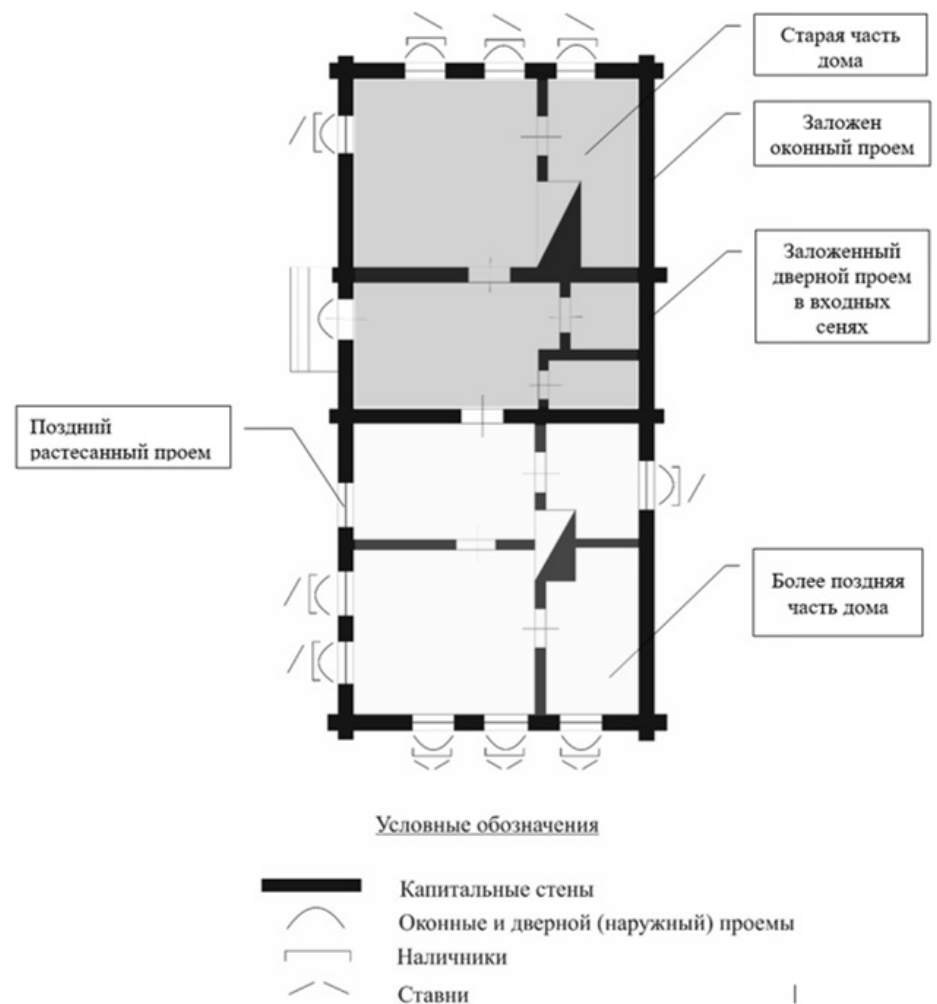 Старая часть
дома
Заложен
оконный проем
Заложенный
дверной проем
в входных
сенях
Поздний
растесанный проем
Более поздняя
часть дома
Условные обозначения
Капитальные стены
Оконные и дверной (наружный) проемы
Наличники
Ставни